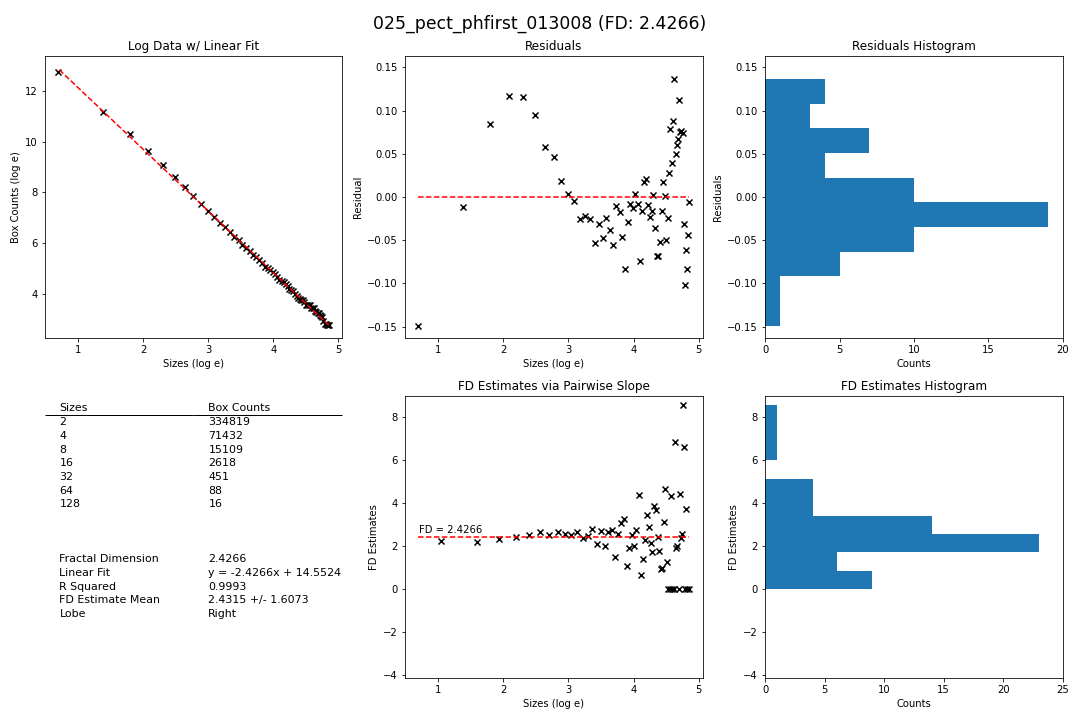 025_pect_phfirst_013008 (FD: 2.4266)
Log Data w/ Linear Fit
Box Counts (log e)
12
10
8
6
4
1
2
3
4
5
Sizes (log e)
Residuals
Residual
0.15
0.10
0.05
0.00
−0.05
−0.10
−0.15
1
2
3
4
5
Sizes (log e)
Residuals Histogram
Residuals
0.15
0.10
0.05
0.00
−0.05
−0.10
−0.15
0
5
10
15
20
Counts
Sizes Box Counts
2 334819
4 71432
8 15109
16 2618
32 451
64 88
128 16
Fractal Dimension 2.4266
Linear Fit y = -2.4266x + 14.5524
R Squared 0.9993
FD Estimate Mean 2.4315 +/- 1.6073
Lobe Right
FD Estimates via Pairwise Slope
FD Estimates
8
6
4
2
0
−2
−4
FD = 2.4266
1
2
3
4
5
Sizes (log e)
FD Estimates Histogram
FD Estimates
8
6
4
2
0
−2
−4
0
5
10
15
20
25
Counts